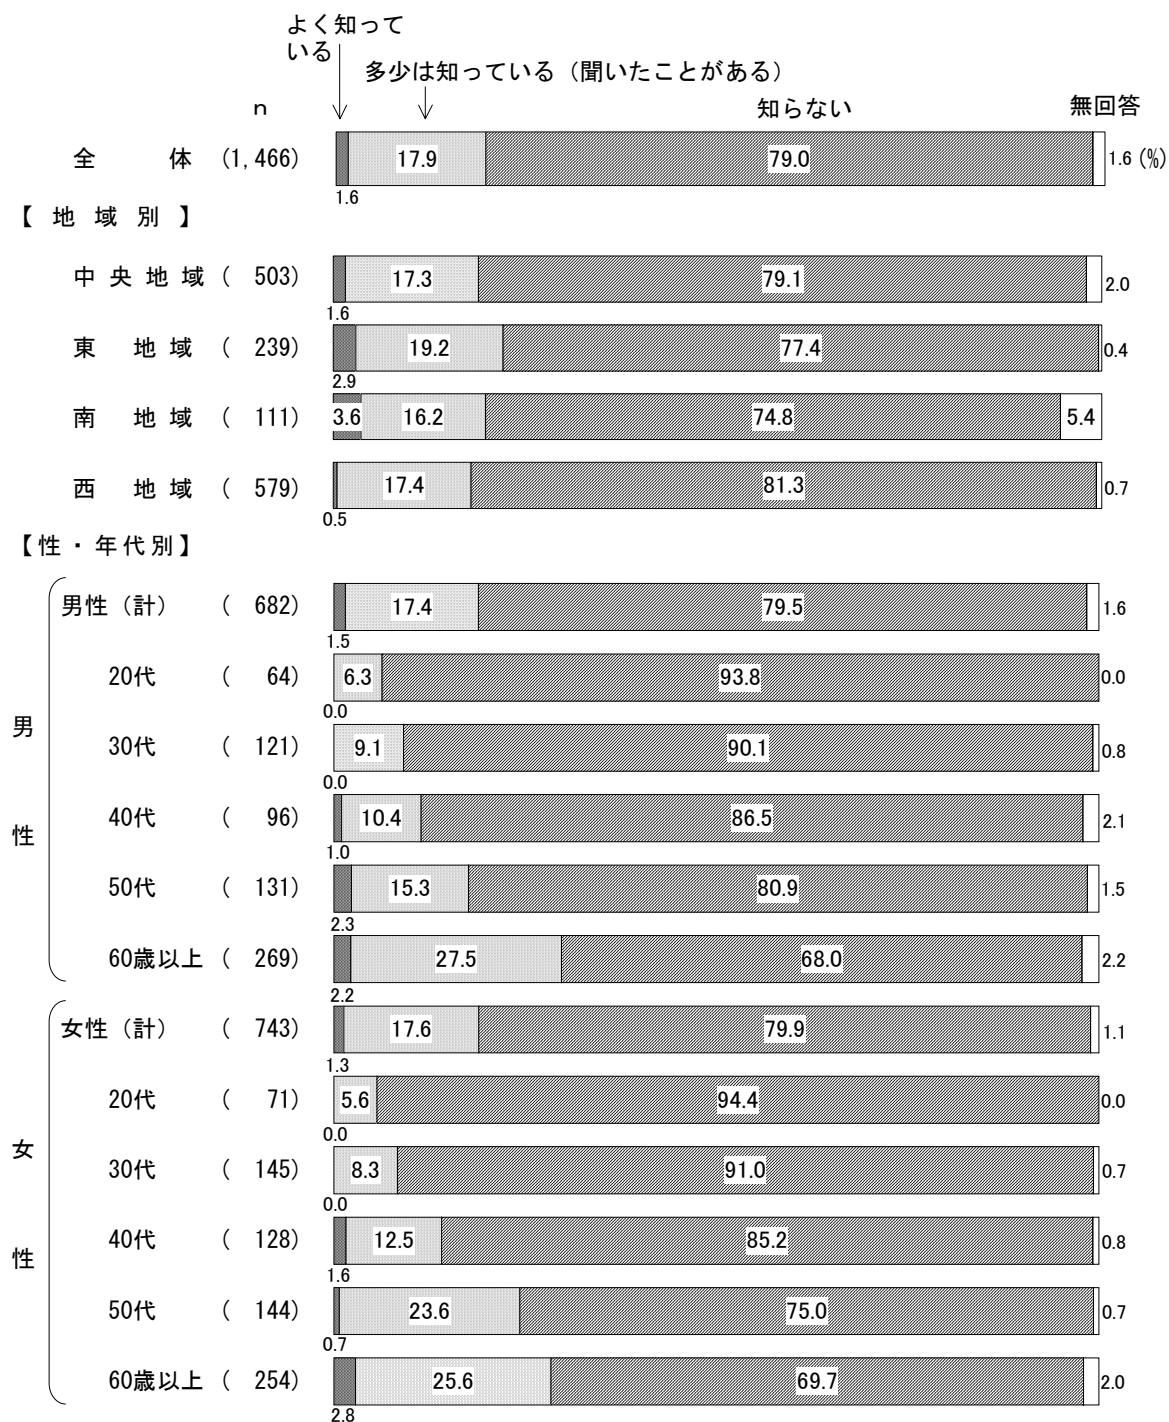 よく知って
いる
多少は知っている（聞いたことがある）
n 知らない 無回答
全 体 (1,466) 17.9 79.0 1.6 (%)
1.6
【 地 域 別 】
中 央 地 域 ( 503) 17.3 79.1 2.0
1.6
東 地 域 ( 239) 19.2 77.4 0.4
2.9
南 地 域 ( 111) 3.6 16.2 74.8 5.4
西 地 域 ( 579) 17.4 81.3 0.7
0.5
【性・年代別】
男性（計） ( 682) 17.4 79.5 1.6
1.5
20代 ( 64) 6.3 93.8 0.0
0.0
男
30代 ( 121) 9.1 90.1 0.8
0.0
40代 ( 96) 10.4 86.5 2.1
性
1.0
50代 ( 131) 15.3 80.9 1.5
2.3
60歳以上 ( 269) 27.5 68.0 2.2
2.2
女性（計） ( 743) 17.6 79.9 1.1
1.3
20代 ( 71) 5.6 94.4 0.0
0.0
女
30代 ( 145) 8.3 91.0 0.7
0.0
40代 ( 128) 12.5 85.2 0.8
性
1.6
50代 ( 144) 23.6 75.0 0.7
0.7
60歳以上 ( 254) 25.6 69.7 2.0
2.8